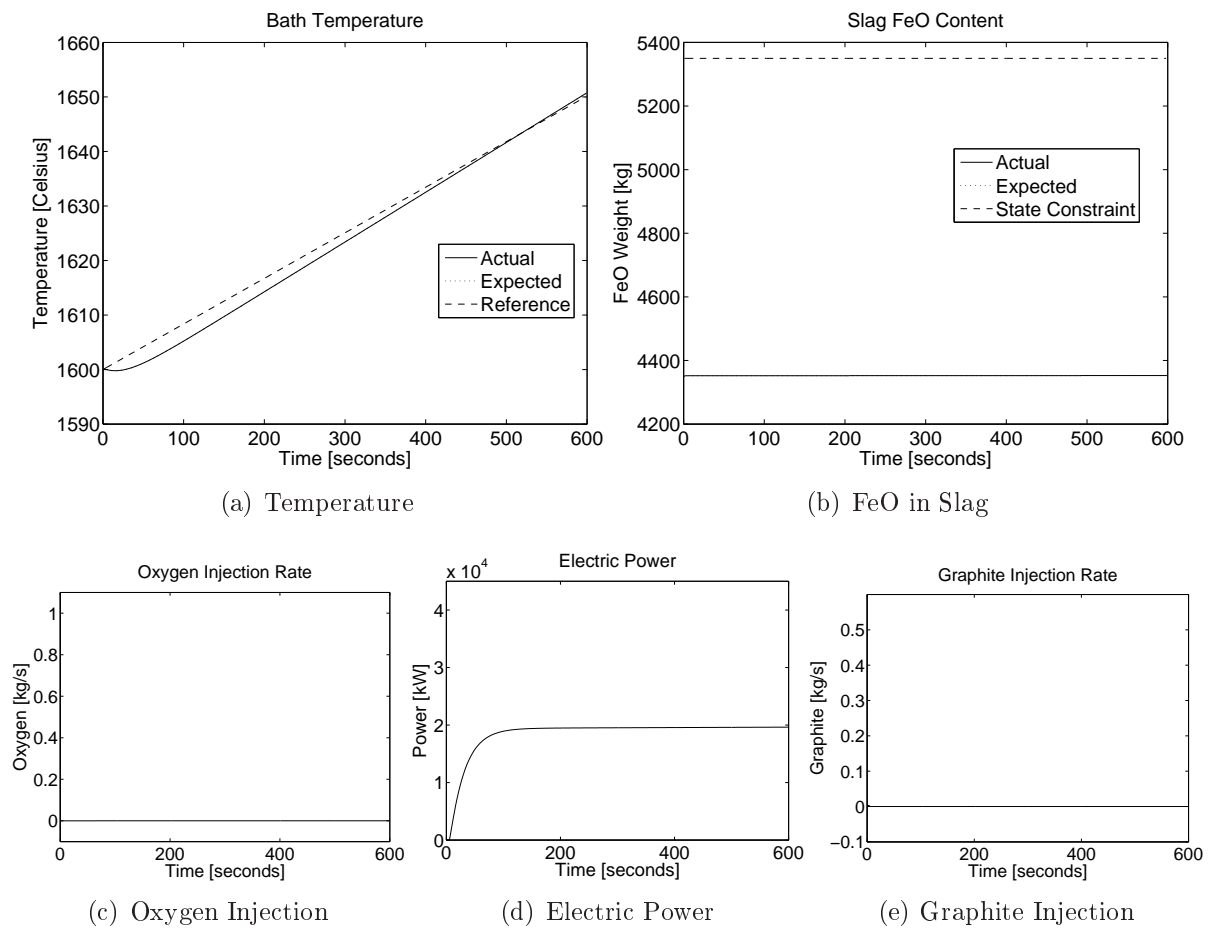 Bath Temperature
1660
1650
1640
1630
1620
1610
1600
1590
Temperature [Celsius]
Actual
Expected
Reference
0 100 200 300 400 500 600
Time [seconds]
(a) Temperature
Slag FeO Content
5400
5200
5000
4800
4600
4400
4200
FeO Weight [kg]
Actual
Expected
State Constraint
0 100 200 300 400 500 600
Time [seconds]
(b) FeO in Slag
Oxygen Injection Rate
1
0.8
0.6
0.4
0.2
0
Oxygen [kg/s]
0 200 400 600
Time [seconds]
(c) Oxygen Injection
Electric Power
x 10^4
4
3
2
1
0
Power [kW]
0 200 400 600
Time [seconds]
(d) Electric Power
Graphite Injection Rate
0.5
0.4
0.3
0.2
0.1
0
−0.1
Graphite [kg/s]
0 200 400 600
Time [seconds]
(e) Graphite Injection